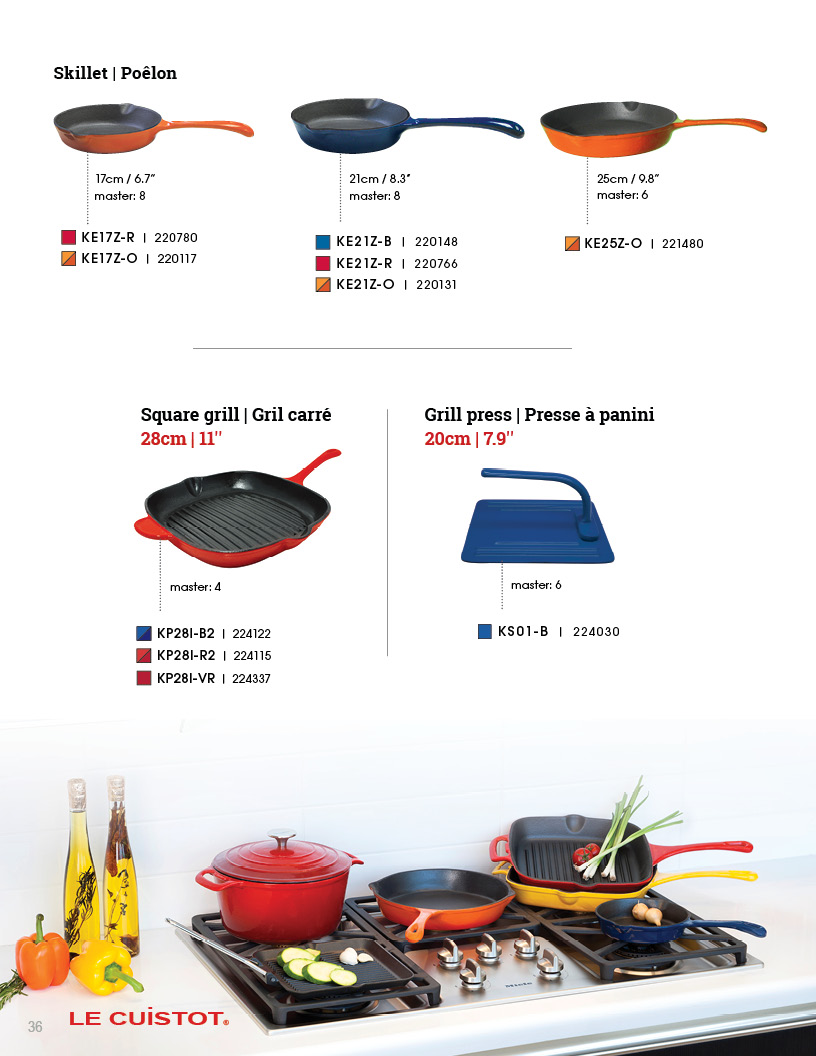 Skillet | Poêlon
17cm / 6.7”
master: 8
KE17Z-R | 220780
KE17Z-O | 220117
21cm / 8.3”
master: 8
KE21Z-B | 220148
KE21Z-R | 220766
KE21Z-O | 220131
25cm / 9.8”
master: 6
KE25Z-O | 221480
Square grill | Gril carré
28cm | 11"
master: 4
KP28I-B2 | 224122
KP28I-R2 | 224115
KP28I-VR | 224337
Grill press | Presse à panini
20cm | 7.9"
master: 6
KS01-B | 224030
Miele
36
LE CUiSTOT®